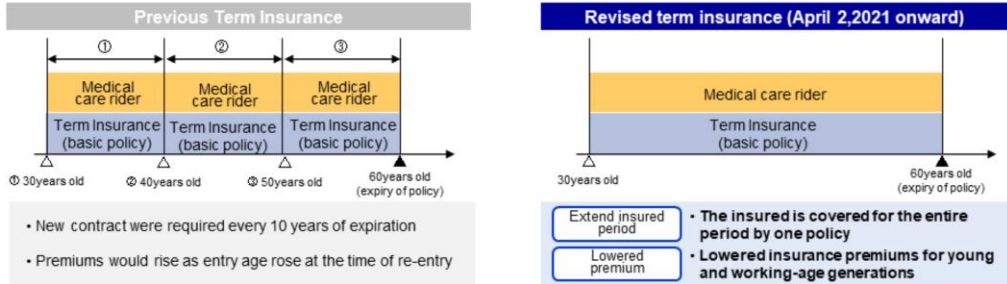 Previous Term Insurance
① ② ③
Medical care rider
Medical care rider
Medical care rider
Term Insurance (basic policy)
Term Insurance (basic policy)
Term Insurance (basic policy)
① 30years old
② 40years old
③ 50years old
60years old
(expiry of policy)
• New contract were required every 10 years of expiration
• Premiums would rise as entry age rose at the time of re-entry
Revised term insurance (April 2,2021 onward)
Medical care rider
Term Insurance
(basic policy)
30years old
60years old
(expiry of policy)
Extend insured
period
• The insured is covered for the entire
period by one policy
Lowered
premium
• Lowered insurance premiums for young
and working-age generations